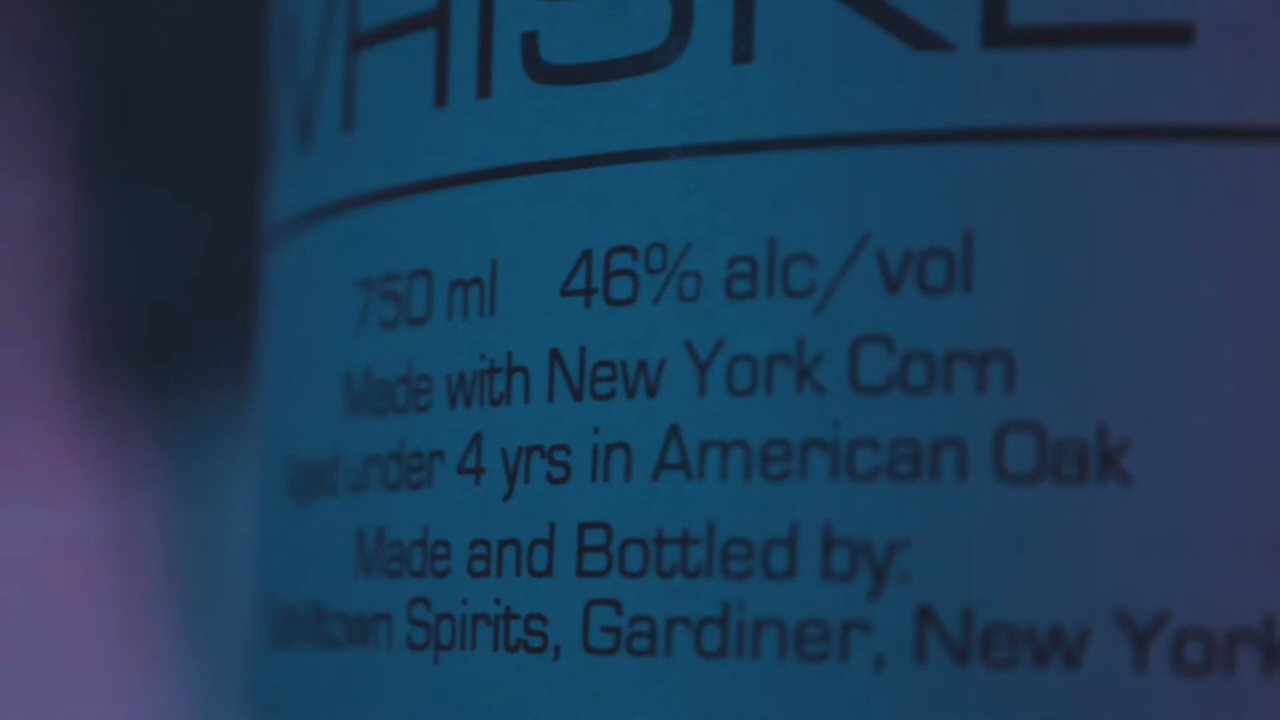 WHISKE
750 ml 46% alc/vol
Made with New York Corn
Aged under 4 yrs in American Oak
Made and Bottled by:
Spirits, Gardiner, New York